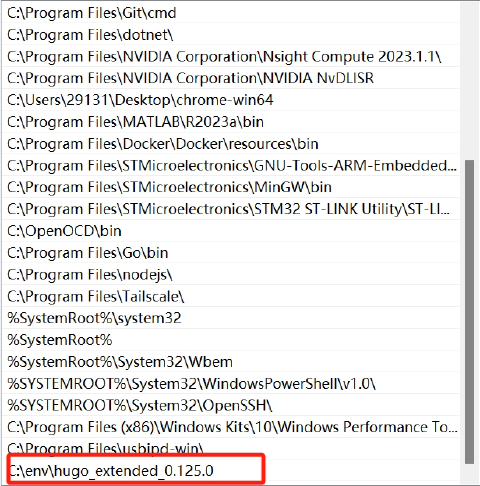 C:\Program Files\Git\cmd
C:\Program Files\dotnet\
C:\Program Files\NVIDIA Corporation\Nsight Compute 2023.1.1\
C:\Program Files\NVIDIA Corporation\NVIDIA NvDLISR
C:\Users\29131\Desktop\chrome-win64
C:\Program Files\MATLAB\R2023a\bin
C:\Program Files\Docker\Docker\resources\bin
C:\Program Files\STMicroelectronics\GNU-Tools-ARM-Embedded...
C:\Program Files\STMicroelectronics\MinGW\bin
C:\Program Files\STMicroelectronics\STM32 ST-LINK Utility\ST-LI...
C:\OpenOCD\bin
C:\Program Files\Go\bin
C:\Program Files\nodejs\
C:\Program Files\Tailscale\
%SystemRoot%\system32
%SystemRoot%
%SystemRoot%\System32\Wbem
%SYSTEMROOT%\System32\WindowsPowerShell\v1.0\
%SYSTEMROOT%\System32\OpenSSH\
C:\Program Files (x86)\Windows Kits\10\Windows Performance To...
C:\Program Files\usbipd-win\
C:\env\hugo_extended_0.125.0